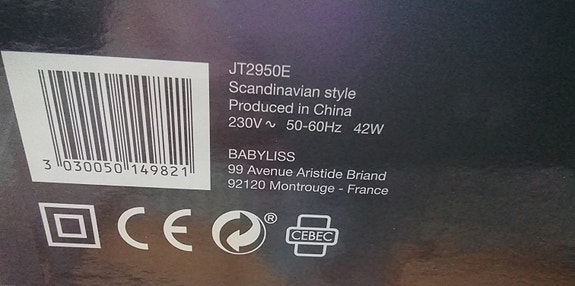 JT2950E
Scandinavian style
Produced in China
230V ~ 50-60Hz 42W
BABYLISS
99 Avenue Aristide Briand
92120 Montrouge - France
3 030050 149821
CE
®
CEBEC